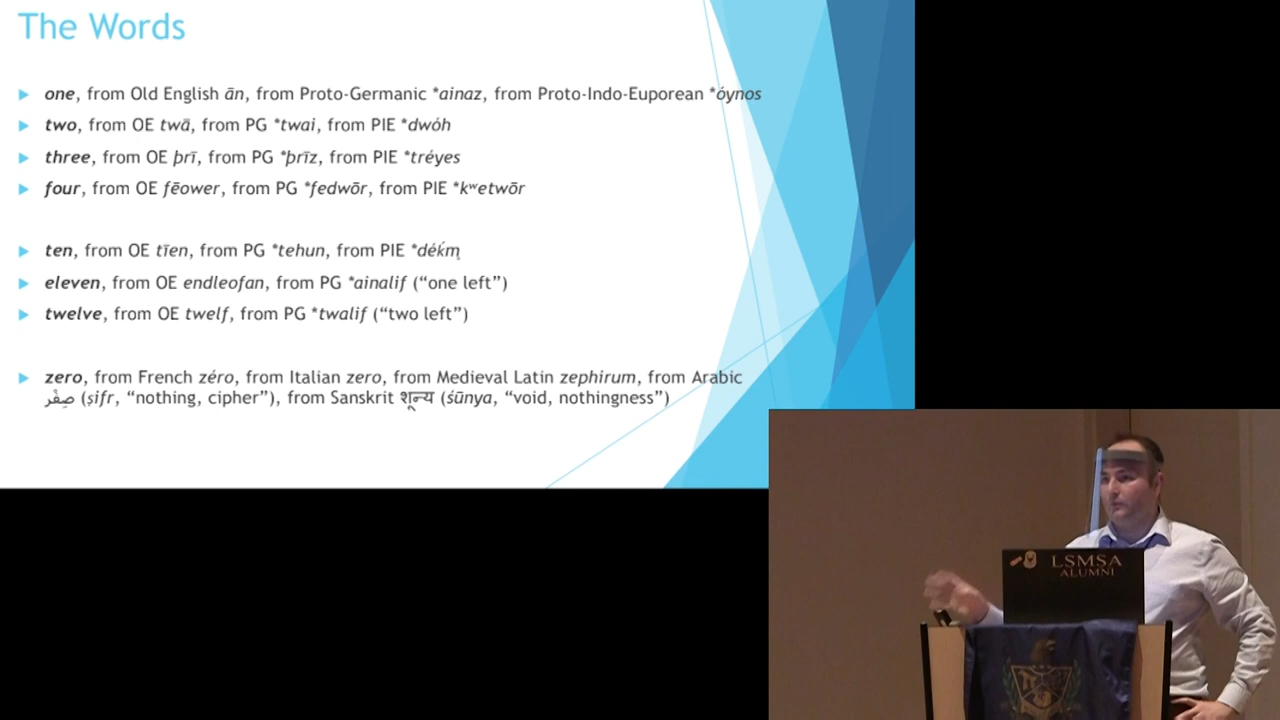 The Words
one, from Old English ān, from Proto-Germanic *ainaz, from Proto-Indo-Euporean *óynos
two, from OE twā, from PG *twai, from PIE *dwóh
three, from OE þrī, from PG *þrīz, from PIE *tréyes
four, from OE fēower, from PG *fedwōr, from PIE *kʷetwōr
ten, from OE tīen, from PG *tehun, from PIE *déḱm̥
eleven, from OE endleofan, from PG *ainalif (“one left”)
twelve, from OE twelf, from PG *twalif (“two left”)
zero, from French zéro, from Italian zero, from Medieval Latin zephirum, from Arabic
صِفْر (ṣifr, “nothing, cipher”), from Sanskrit शून्य (śūnya, “void, nothingness”)
LSMSA
ALUMNI